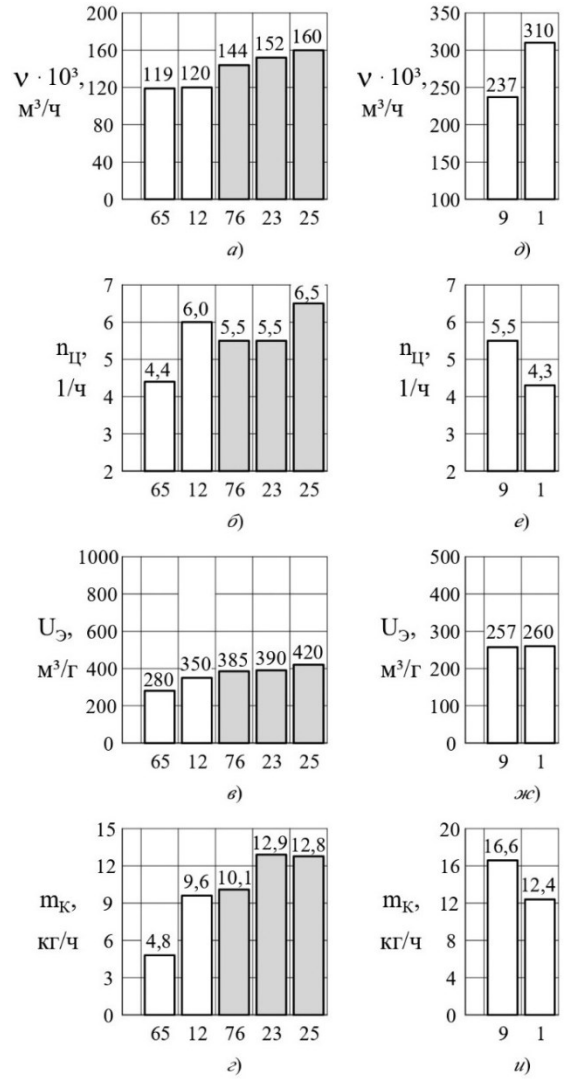 ν · 10³,
м³/ч
200
160
120
80
40
0
119 120 144 152 160
65 12 76 23 25
а)
ν · 10³,
м³/ч
350
300
250
200
150
100
237 310
9 1
д)
nЦ,
1/ч
7
6
5
4
3
2
4,4 6,0 5,5 5,5 6,5
65 12 76 23 25
б)
nЦ,
1/ч
7
6
5
4
3
2
5,5 4,3
9 1
е)
UЭ,
м³/г
1000
800
600
400
200
0
280 350 385 390 420
65 12 76 23 25
в)
UЭ,
м³/г
500
400
300
200
100
0
257 260
9 1
ж)
mК,
кг/ч
15
12
9
6
3
0
4,8 9,6 10,1 12,9 12,8
65 12 76 23 25
г)
mК,
кг/ч
20
16
12
8
4
0
16,6 12,4
9 1
и)